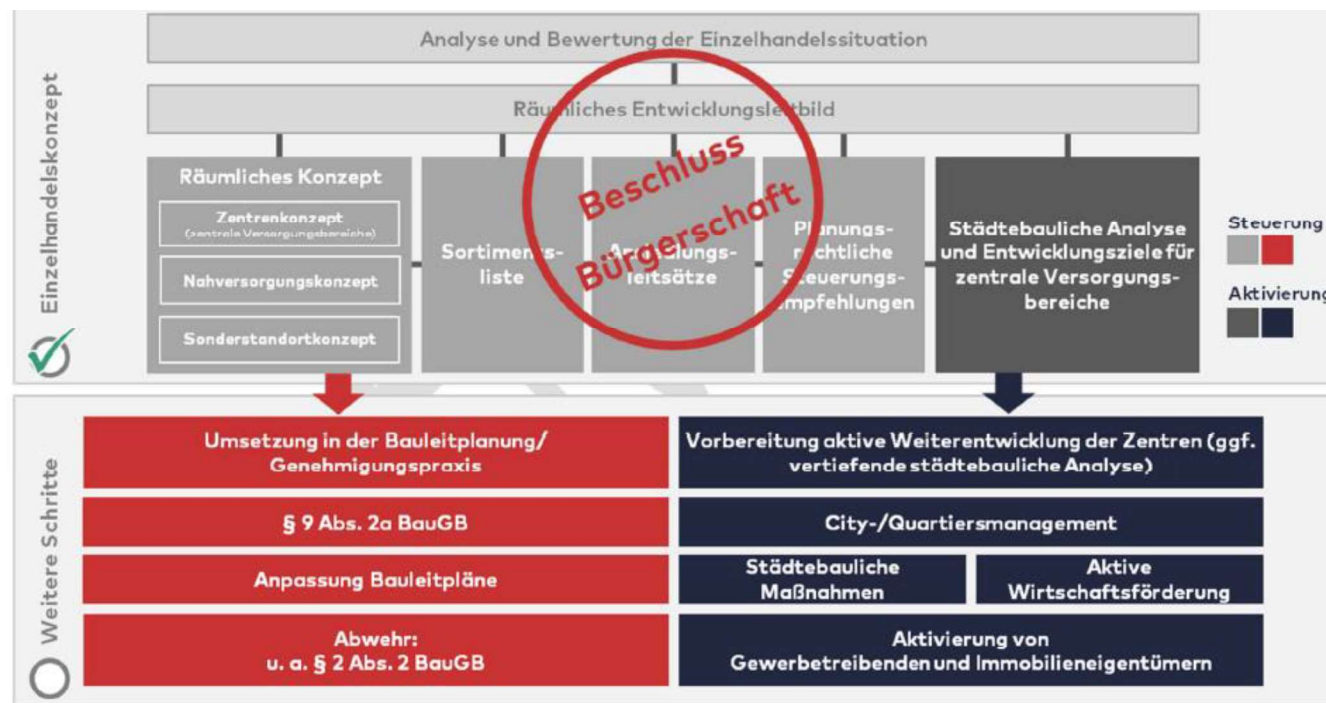 Einzelhandelskonzept
Analyse und Bewertung der Einzelhandelssituation
Räumliches Entwicklungsleitbild
Räumliches Konzept
Zentrenkonzept
(zentrale Versorgungsbereiche)
Nahversorgungskonzept
Sonderstandortkonzept
Sortiments-
liste
Ansiedlungs-
leitsätze
Planungs-
rechtliche
Steuerungs-
empfehlungen
Städtebauliche Analyse
und Entwicklungsziele für
zentrale Versorgungs-
bereiche
Beschluss
Bürgerschaft
Steuerung
Aktivierung
Weitere Schritte
Umsetzung in der Bauleitplanung/
Genehmigungspraxis
§ 9 Abs. 2a BauGB
Anpassung Bauleitpläne
Abwehr:
u. a. § 2 Abs. 2 BauGB
Vorbereitung aktive Weiterentwicklung der Zentren (ggf.
vertiefende städtebauliche Analyse)
City-/Quartiersmanagement
Städtebauliche
Maßnahmen
Aktive
Wirtschaftsförderung
Aktivierung von
Gewerbetreibenden und Immobilieneigentümern